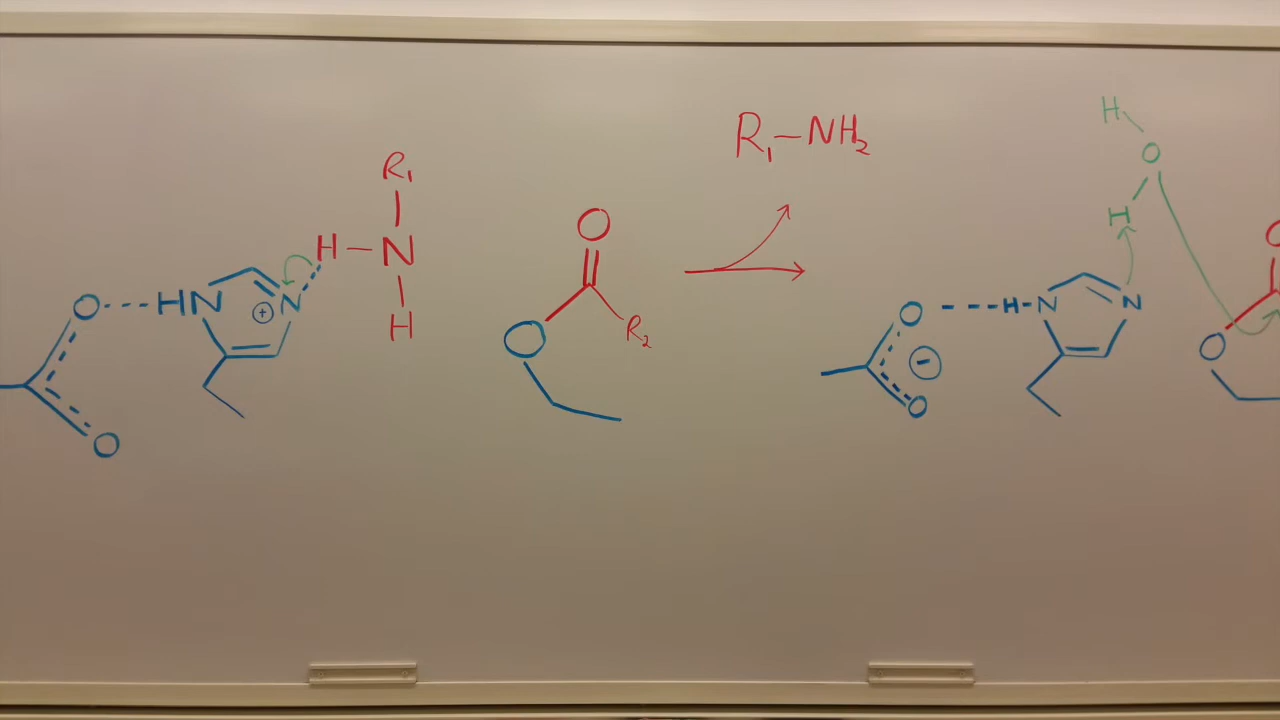 R₁
H—N
H
O---HN
⊕
N
O
O
O
R₂
O
R₁—NH₂
H
O
H
O---H-N
N
⊖
O
O
O